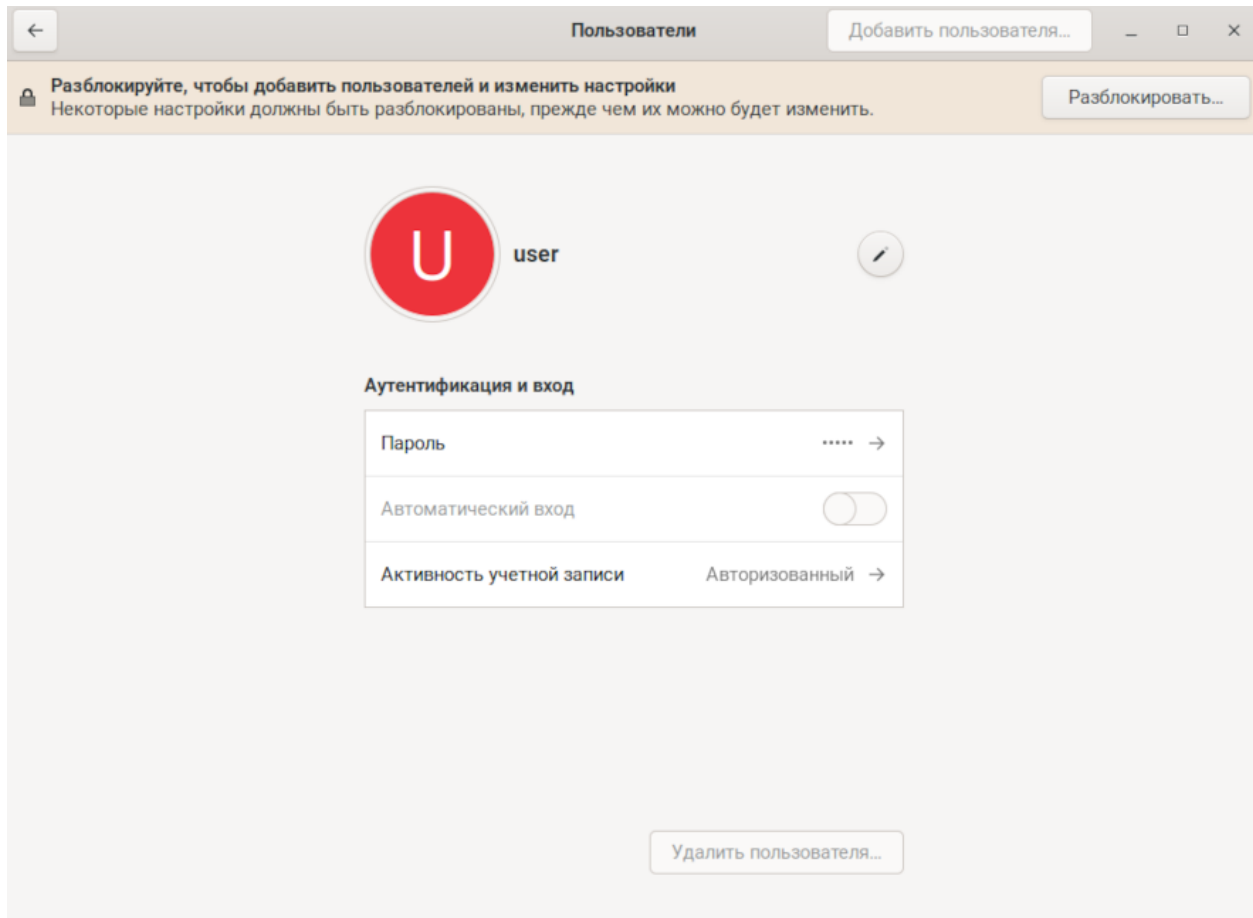 Пользователи
Добавить пользователя...
Разблокируйте, чтобы добавить пользователей и изменить настройки
Некоторые настройки должны быть разблокированы, прежде чем их можно будет изменить.
Разблокировать...
U
user
Аутентификация и вход
Пароль •••••
Автоматический вход
Активность учетной записи Авторизованный
Удалить пользователя...